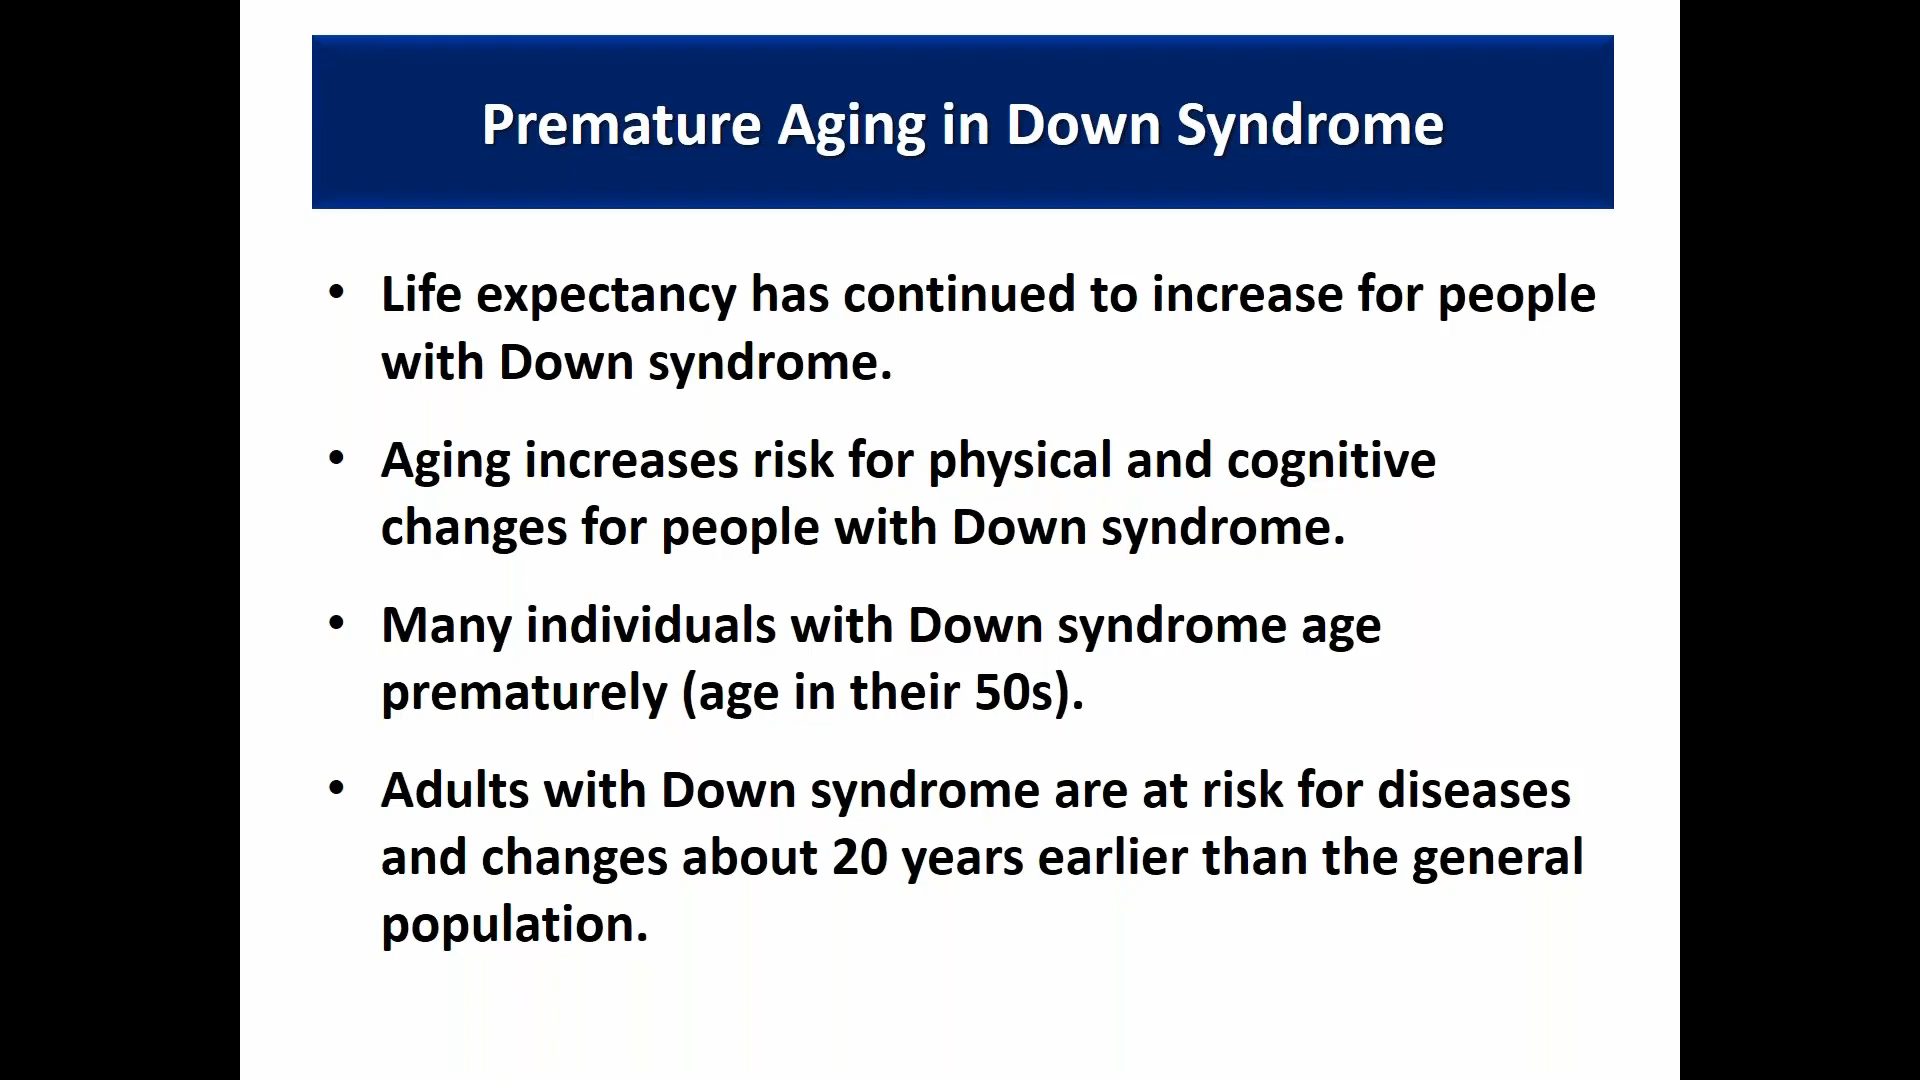 Premature Aging in Down Syndrome
• Life expectancy has continued to increase for people
with Down syndrome.
• Aging increases risk for physical and cognitive
changes for people with Down syndrome.
• Many individuals with Down syndrome age
prematurely (age in their 50s).
• Adults with Down syndrome are at risk for diseases
and changes about 20 years earlier than the general
population.